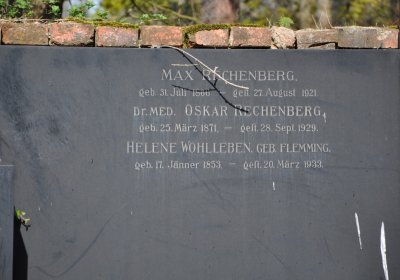 MAX RECHENBERG,
geb. 31. Juli 1860 – gest. 27. August 1921.
Dr. MED. OSKAR RECHENBERG,
geb. 25. März 1871, – gest. 28. Sept. 1929.
HELENE WOHLLEBEN, GEB. FLEMMING,
geb. 17. Jänner 1853, – gest. 20. März 1933.